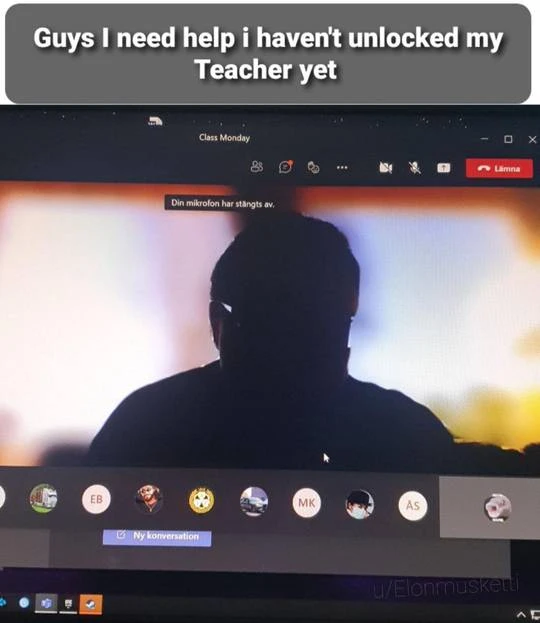 Guys I need help i haven't unlocked my
Teacher yet
Class Monday
Lämna
Din mikrofon har stängts av.
EB
MK
AS
Ny konversation
u/Elonmusketti